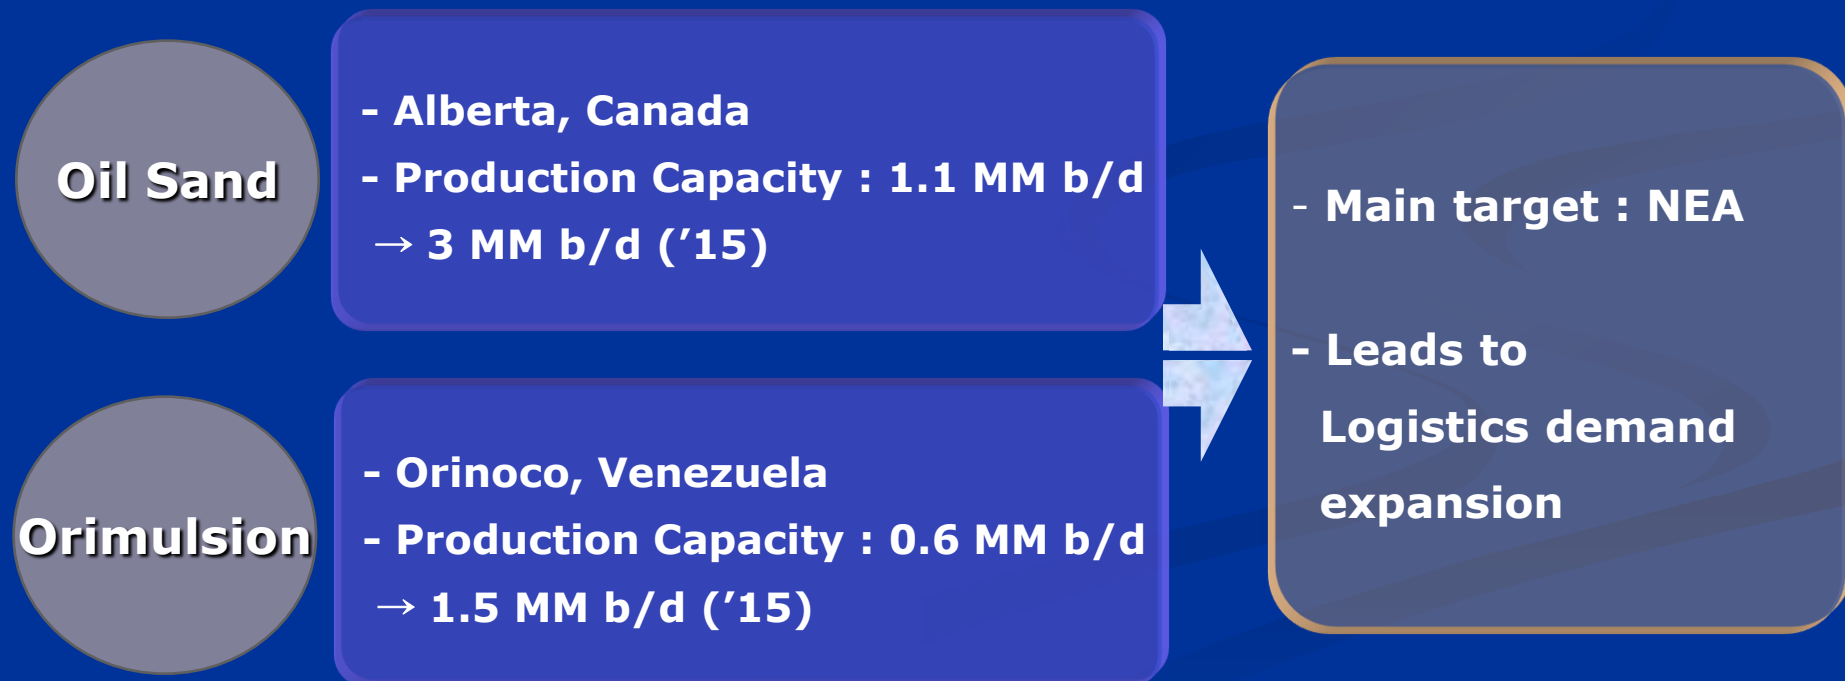 Oil Sand
- Alberta, Canada
- Production Capacity : 1.1 MM b/d
→ 3 MM b/d (’15)
Orimulsion
- Orinoco, Venezuela
- Production Capacity : 0.6 MM b/d
→ 1.5 MM b/d (’15)
- Main target : NEA
- Leads to
Logistics demand
expansion